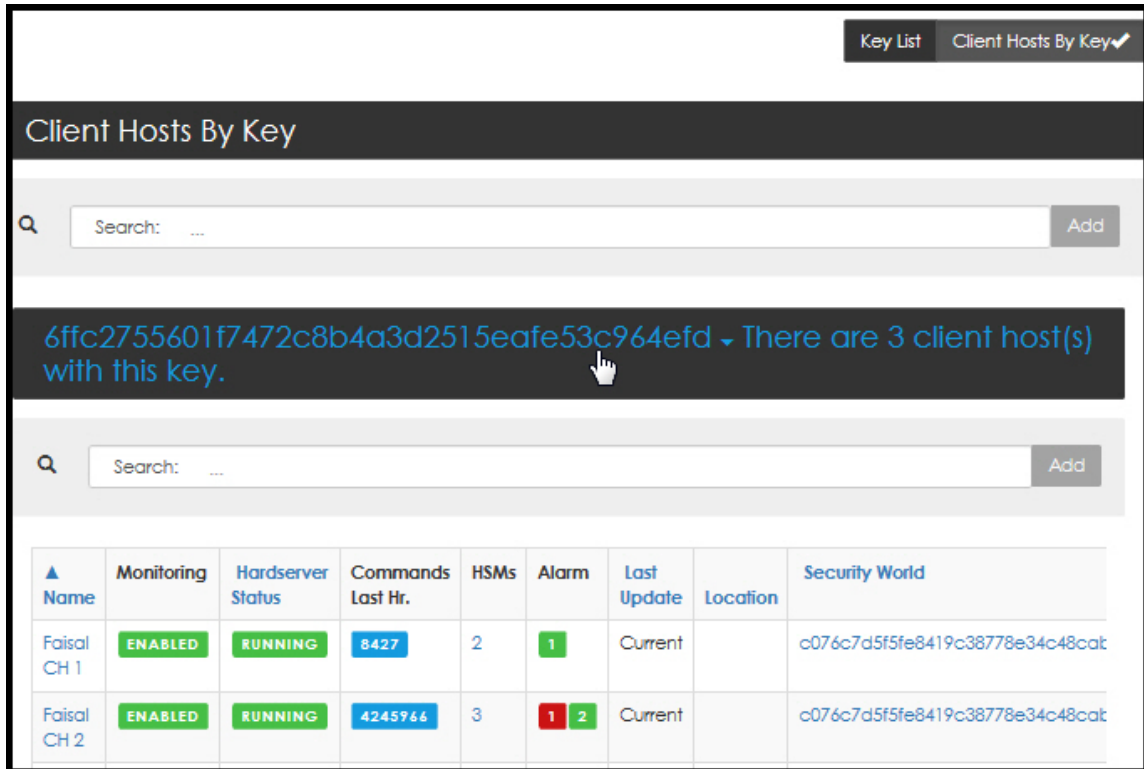 Key List Client Hosts By Key✔
Client Hosts By Key
Search: ... Add
6ffc2755601f7472c8b4a3d2515eafe53c964efd There are 3 client host(s)
with this key.
Search: ... Add
▲ Name Monitoring Hardserver Status Commands Last Hr. HSMs Alarm Last Update Location Security World
Faisal CH 1 ENABLED RUNNING 8427 2 1 Current c076c7d5f5fe8419c38778e34c48cab
Faisal CH 2 ENABLED RUNNING 4245966 3 1 2 Current c076c7d5f5fe8419c38778e34c48cab